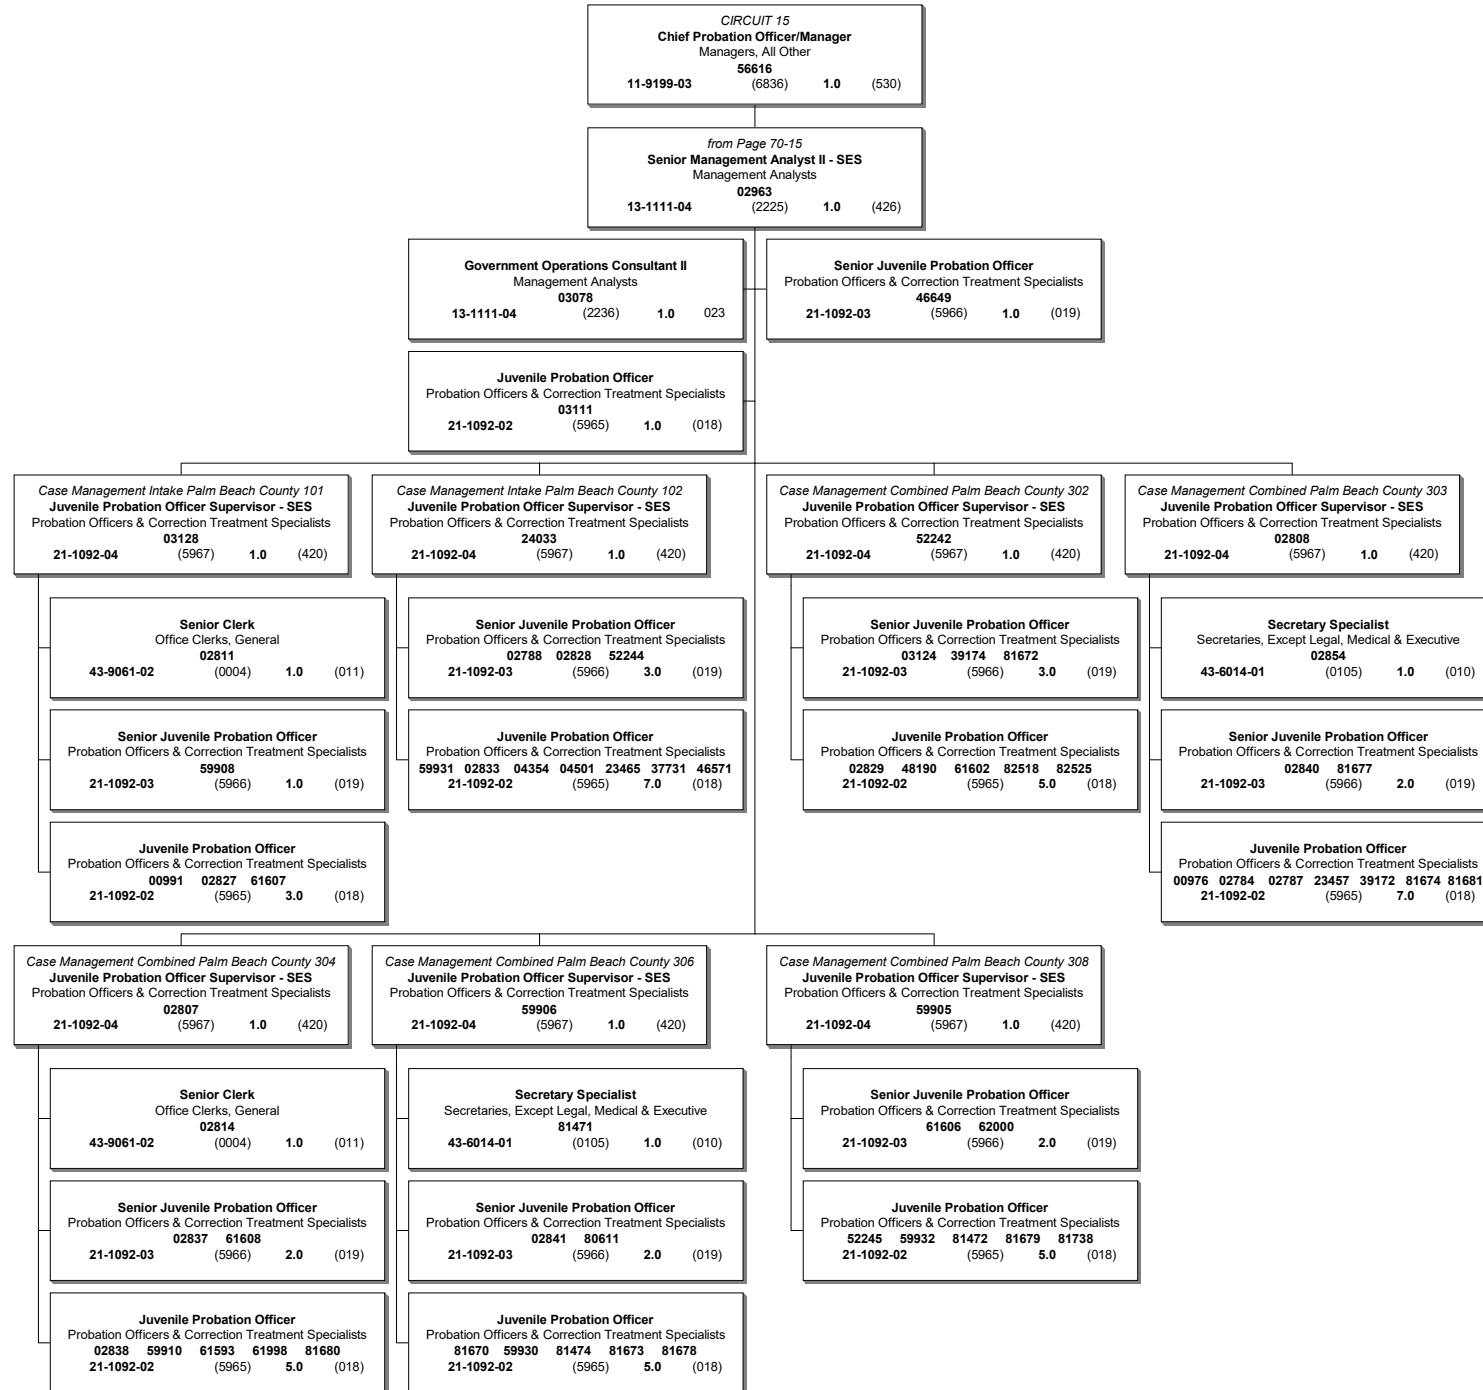 CIRCUIT 15
Chief Probation Officer/Manager
Managers, All Other
56616
11-9199-03 (6836) 1.0 (530)
from Page 70-15
Senior Management Analyst II - SES
Management Analysts
02963
13-1111-04 (2225) 1.0 (426)
Government Operations Consultant II
Management Analysts
03078
13-1111-04 (2236) 1.0 023
Senior Juvenile Probation Officer
Probation Officers & Correction Treatment Specialists
46649
21-1092-03 (5966) 1.0 (019)
Juvenile Probation Officer
Probation Officers & Correction Treatment Specialists
03111
21-1092-02 (5965) 1.0 (018)
Case Management Intake Palm Beach County 101
Juvenile Probation Officer Supervisor - SES
Probation Officers & Correction Treatment Specialists
03128
21-1092-04 (5967) 1.0 (420)
Senior Clerk
Office Clerks, General
02811
43-9061-02 (0004) 1.0 (011)
Senior Juvenile Probation Officer
Probation Officers & Correction Treatment Specialists
59908
21-1092-03 (5966) 1.0 (019)
Juvenile Probation Officer
Probation Officers & Correction Treatment Specialists
00991 02827 61607
21-1092-02 (5965) 3.0 (018)
Case Management Intake Palm Beach County 102
Juvenile Probation Officer Supervisor - SES
Probation Officers & Correction Treatment Specialists
24033
21-1092-04 (5967) 1.0 (420)
Senior Juvenile Probation Officer
Probation Officers & Correction Treatment Specialists
02788 02828 52244
21-1092-03 (5966) 3.0 (019)
Juvenile Probation Officer
Probation Officers & Correction Treatment Specialists
59931 02833 04354 04501 23465 37731 46571
21-1092-02 (5965) 7.0 (018)
Case Management Combined Palm Beach County 302
Juvenile Probation Officer Supervisor - SES
Probation Officers & Correction Treatment Specialists
52242
21-1092-04 (5967) 1.0 (420)
Senior Juvenile Probation Officer
Probation Officers & Correction Treatment Specialists
03124 39174 81672
21-1092-03 (5966) 3.0 (019)
Juvenile Probation Officer
Probation Officers & Correction Treatment Specialists
02829 48190 61602 82518 82525
21-1092-02 (5965) 5.0 (018)
Case Management Combined Palm Beach County 303
Juvenile Probation Officer Supervisor - SES
Probation Officers & Correction Treatment Specialists
02808
21-1092-04 (5967) 1.0 (420)
Secretary Specialist
Secretaries, Except Legal, Medical & Executive
02854
43-6014-01 (0105) 1.0 (010)
Senior Juvenile Probation Officer
Probation Officers & Correction Treatment Specialists
02840 81677
21-1092-03 (5966) 2.0 (019)
Juvenile Probation Officer
Probation Officers & Correction Treatment Specialists
00976 02784 02787 23457 39172 81674 81681
21-1092-02 (5965) 7.0 (018)
Case Management Combined Palm Beach County 304
Juvenile Probation Officer Supervisor - SES
Probation Officers & Correction Treatment Specialists
02807
21-1092-04 (5967) 1.0 (420)
Senior Clerk
Office Clerks, General
02814
43-9061-02 (0004) 1.0 (011)
Senior Juvenile Probation Officer
Probation Officers & Correction Treatment Specialists
02837 61608
21-1092-03 (5966) 2.0 (019)
Juvenile Probation Officer
Probation Officers & Correction Treatment Specialists
02838 59910 61593 61998 81680
21-1092-02 (5965) 5.0 (018)
Case Management Combined Palm Beach County 306
Juvenile Probation Officer Supervisor - SES
Probation Officers & Correction Treatment Specialists
59906
21-1092-04 (5967) 1.0 (420)
Secretary Specialist
Secretaries, Except Legal, Medical & Executive
81471
43-6014-01 (0105) 1.0 (010)
Senior Juvenile Probation Officer
Probation Officers & Correction Treatment Specialists
02841 80611
21-1092-03 (5966) 2.0 (019)
Juvenile Probation Officer
Probation Officers & Correction Treatment Specialists
81670 59930 81474 81673 81678
21-1092-02 (5965) 5.0 (018)
Case Management Combined Palm Beach County 308
Juvenile Probation Officer Supervisor - SES
Probation Officers & Correction Treatment Specialists
59905
21-1092-04 (5967) 1.0 (420)
Senior Juvenile Probation Officer
Probation Officers & Correction Treatment Specialists
61606 62000
21-1092-03 (5966) 2.0 (019)
Juvenile Probation Officer
Probation Officers & Correction Treatment Specialists
52245 59932 81472 81679 81738
21-1092-02 (5965) 5.0 (018)